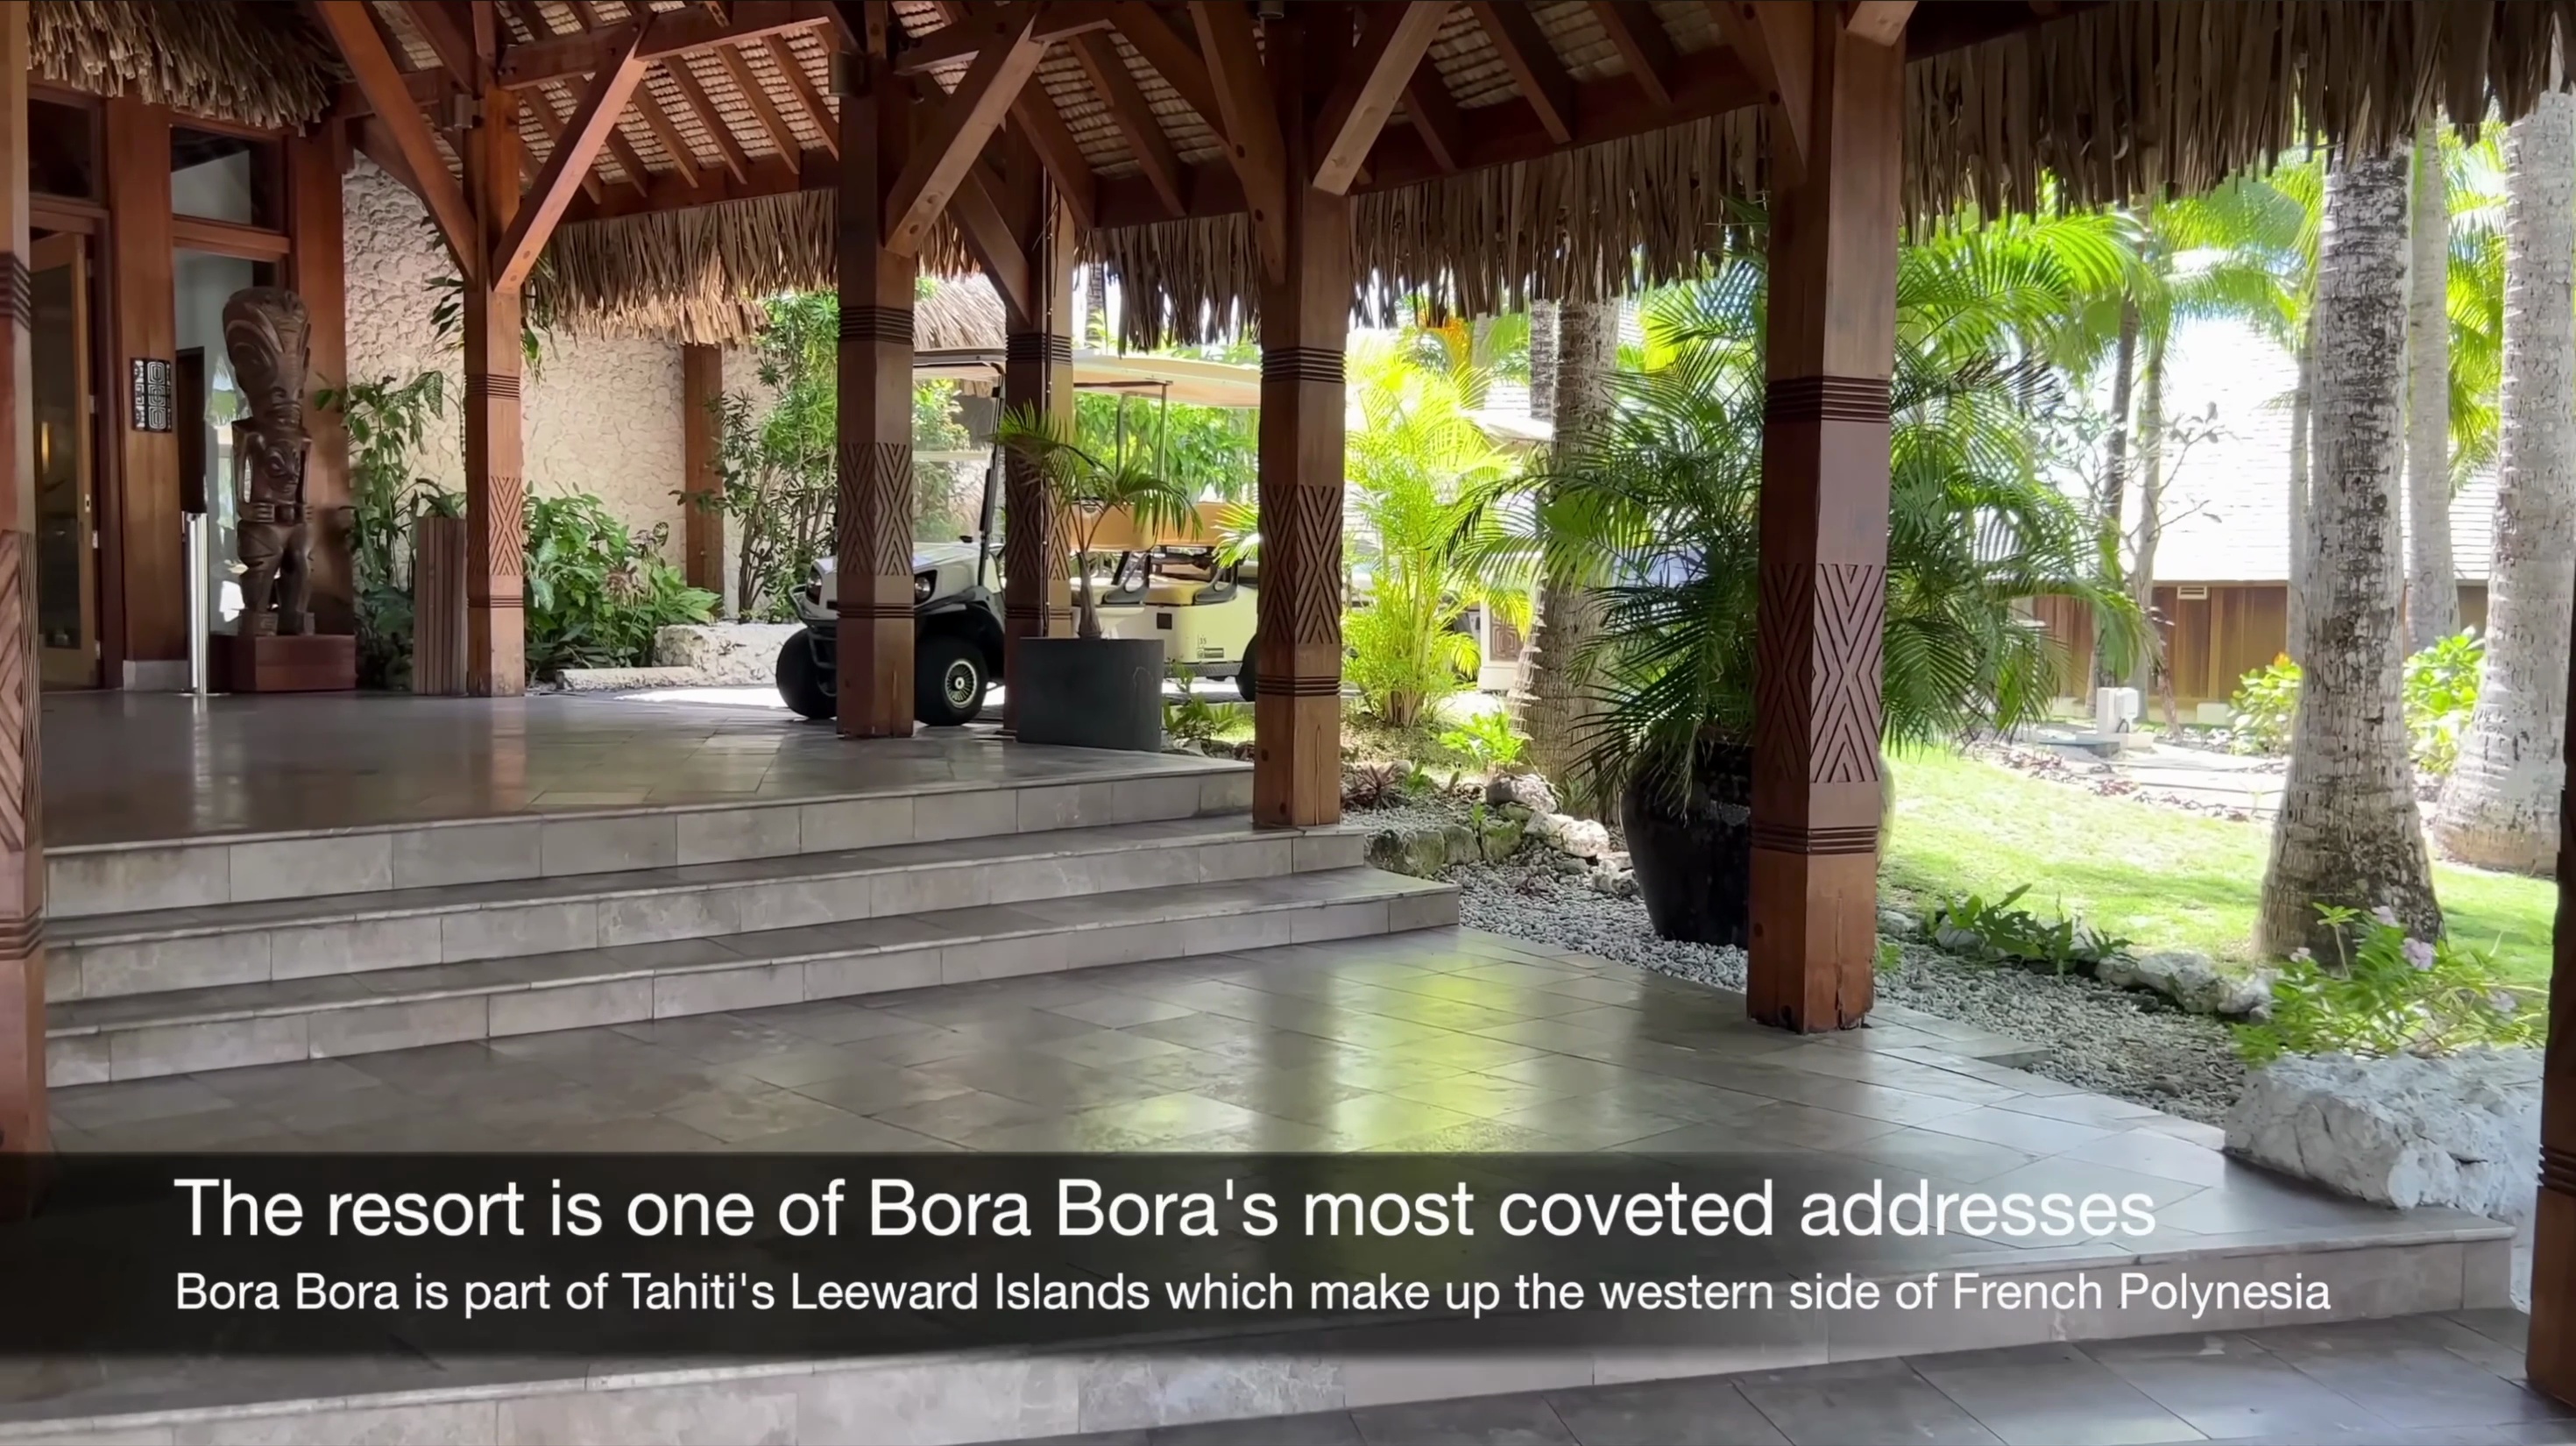 The resort is one of Bora Bora's most coveted addresses
Bora Bora is part of Tahiti's Leeward Islands which make up the western side of French Polynesia